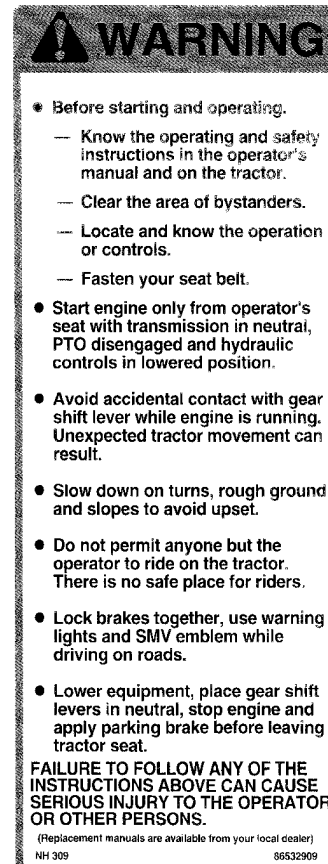 WARNING
Before starting and operating.
— Know the operating and safety
instructions in the operator's
manual and on the tractor.
— Clear the area of bystanders.
— Locate and know the operation
or controls.
— Fasten your seat belt.
Start engine only from operator's
seat with transmission in neutral,
PTO disengaged and hydraulic
controls in lowered position.
Avoid accidental contact with gear
shift lever while engine is running.
Unexpected tractor movement can
result.
Slow down on turns, rough ground
and slopes to avoid upset.
Do not permit anyone but the
operator to ride on the tractor.
There is no safe place for riders.
Lock brakes together, use warning
lights and SMV emblem while
driving on roads.
Lower equipment, place gear shift
levers in neutral, stop engine and
apply parking brake before leaving
tractor seat.
FAILURE TO FOLLOW ANY OF THE
INSTRUCTIONS ABOVE CAN CAUSE
SERIOUS INJURY TO THE OPERATOR
OR OTHER PERSONS.
(Replacement manuals are available from your local dealer)
NH 309 86532909